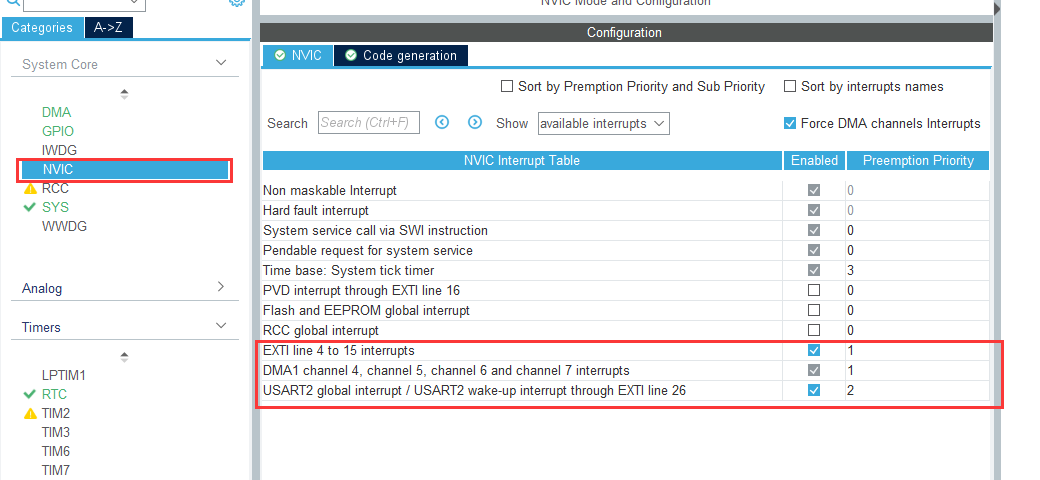 NVIC Mode and Configuration
Categories A->Z
System Core
DMA
GPIO
IWDG
NVIC
RCC
SYS
WWDG
Analog
Timers
LPTIM1
RTC
TIM2
TIM3
TIM6
TIM7
Configuration
NVIC Code generation
Sort by Premption Priority and Sub Priority Sort by interrupts names
Search Search (Ctrl+F) Show available interrupts Force DMA channels Interrupts
NVIC Interrupt Table Enabled Preemption Priority
Non maskable Interrupt 0
Hard fault interrupt 0
System service call via SWI instruction 0
Pendable request for system service 0
Time base: System tick timer 3
PVD interrupt through EXTI line 16 0
Flash and EEPROM global interrupt 0
RCC global interrupt 0
EXTI line 4 to 15 interrupts 1
DMA1 channel 4, channel 5, channel 6 and channel 7 interrupts 1
USART2 global interrupt / USART2 wake-up interrupt through EXTI line 26 2